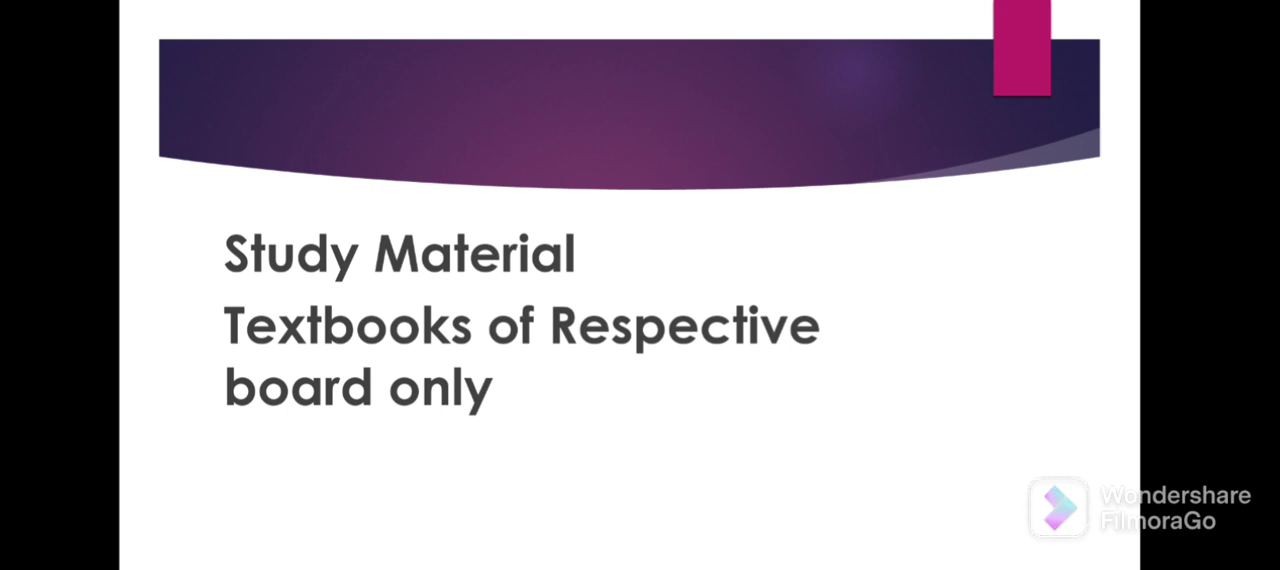 Study Material
Textbooks of Respective
board only
Wondershare
FilmoraGo